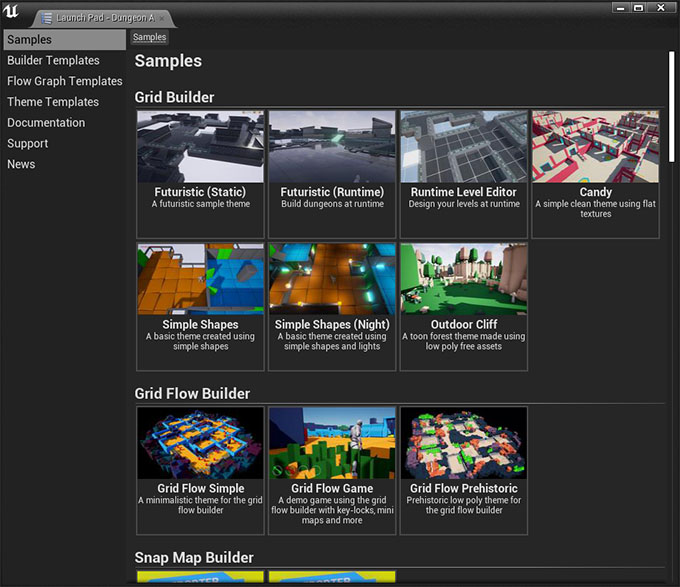 Launch Pad - Dungeon A
Samples
Builder Templates
Flow Graph Templates
Theme Templates
Documentation
Support
News
Samples
Samples
Grid Builder
Futuristic (Static)
A futuristic sample theme
Futuristic (Runtime)
Build dungeons at runtime
Runtime Level Editor
Design your levels at runtime
Candy
A simple clean theme using flat
textures
Simple Shapes
A basic theme created using
simple shapes
Simple Shapes (Night)
A basic theme created using
simple shapes and lights
Outdoor Cliff
A toon forest theme made using
low poly free assets
Grid Flow Builder
Grid Flow Simple
A minimalistic theme for the grid
flow builder
Grid Flow Game
A demo game using the grid
flow builder with key-locks, mini
maps and more
Grid Flow Prehistoric
Prehistoric low poly theme for
the grid flow builder
Snap Map Builder